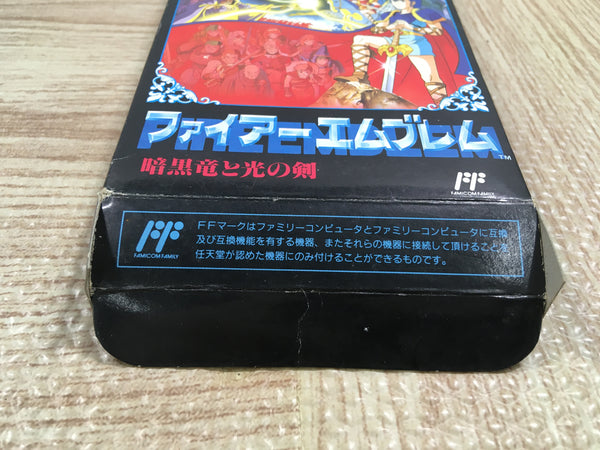 ファイアーエムブレム
FIRE EMBLEM
TM
暗黒竜と光の剣
FF
FAMICOM FAMILY
FF
FAMICOM FAMILY
FFマークはファミリーコンピュータとファミリーコンピュータに互換
及び互換機能を有する機器、またそれらの機器に接続して頂けることを
任天堂が認めた機器にのみ付けることができるものです。